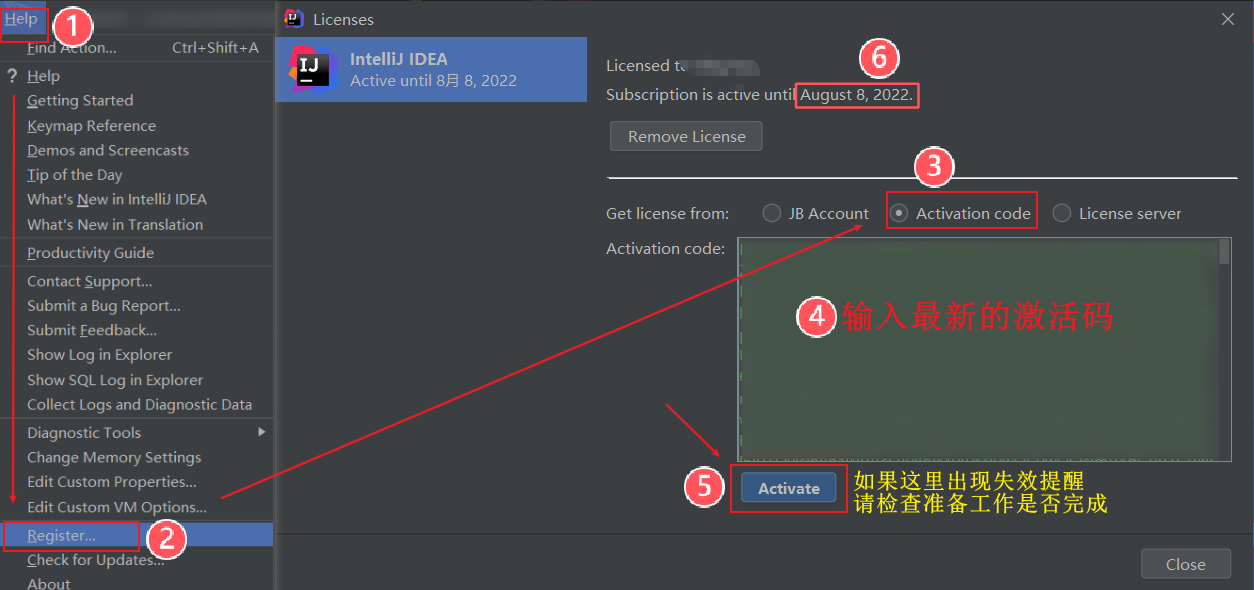 Help
1
Find Action... Ctrl+Shift+A
? Help
Getting Started
Keymap Reference
Demos and Screencasts
Tip of the Day
What's New in IntelliJ IDEA
What's New in Translation
Productivity Guide
Contact Support...
Submit a Bug Report...
Submit Feedback...
Show Log in Explorer
Show SQL Log in Explorer
Collect Logs and Diagnostic Data
Diagnostic Tools
Change Memory Settings
Edit Custom Properties...
Edit Custom VM Options...
Register...
2
Check for Updates...
About
IJ Licenses
IJ
IntelliJ IDEA
Active until 8月 8, 2022
6
Licensed to
Subscription is active until August 8, 2022.
Remove License
3
Get license from: JB Account Activation code License server
Activation code:
4 输入最新的激活码
5
Activate
如果这里出现失效提醒
请检查准备工作是否完成
Close